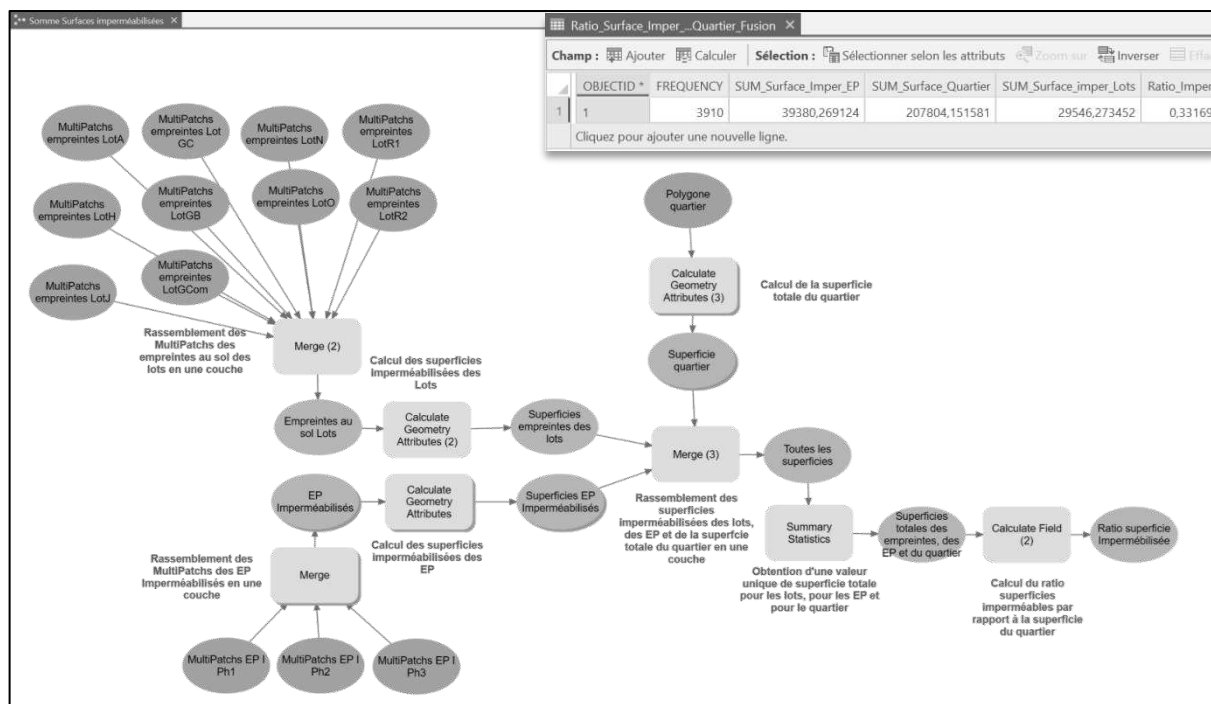 Somme Surfaces imperméabilisées ×
Ratio_Surface_Imper_...Quartier_Fusion ×
Champ : Ajouter Calculer Sélection : Sélectionner selon les attributs Zoom sur Inverser Effa
OBJECTID * FREQUENCY SUM_Surface_Imper_EP SUM_Surface_Quartier SUM_Surface_imper_Lots Ratio_Imper
1 1 3910 39380,269124 207804,151581 29546,273452 0,33169
Cliquez pour ajouter une nouvelle ligne.
MultiPatchs
empreintes LotA
MultiPatchs
empreintes Lot
GC
MultiPatchs
empreintes LotN
MultiPatchs
empreintes
LotR1
MultiPatchs
empreintes LotH
MultiPatchs
empreintes
LotGB
MultiPatchs
empreintes LotO
MultiPatchs
empreintes
LotR2
MultiPatchs
empreintes LotJ
MultiPatchs
empreintes
LotGCom
Rassemblement des
MultiPatchs des
empreintes au sol des
lots en une couche
Merge (2)
Calcul des superficies
imperméabilisées des
Lots
Empreintes au
sol Lots
Calculate
Geometry
Attributes (2)
Superficies
empreintes des
lots
Polygone
quartier
Calculate
Geometry
Attributes (3)
Calcul de la superficie
totale du quartier
Superficie
quartier
Merge (3)
Toutes les
superficies
EP
Imperméabilisés
Calculate
Geometry
Attributes
Superficies EP
Imperméabilisés
Rassemblement des
superficies
imperméabilisées des lots,
des EP et de la superfcie
totale du quartier en une
couche
Summary
Statistics
Superficies
totales des
empreintes, des
EP et du quartier
Calculate Field
(2)
Ratio superficie
Impermébilisée
Rassemblement des
MultiPatchs des EP
Imperméabilisés en une
couche
Merge
Calcul des superficies
imperméabilisées des
EP
Obtention d'une valeur
unique de superficie totale
pour les lots, pour les EP et
pour le quartier
Calcul du ratio
superficies
imperméables par
rapport à la superficie
du quartier
MultiPatchs EP I
Ph1
MultiPatchs EP I
Ph2
MultiPatchs EP I
Ph3